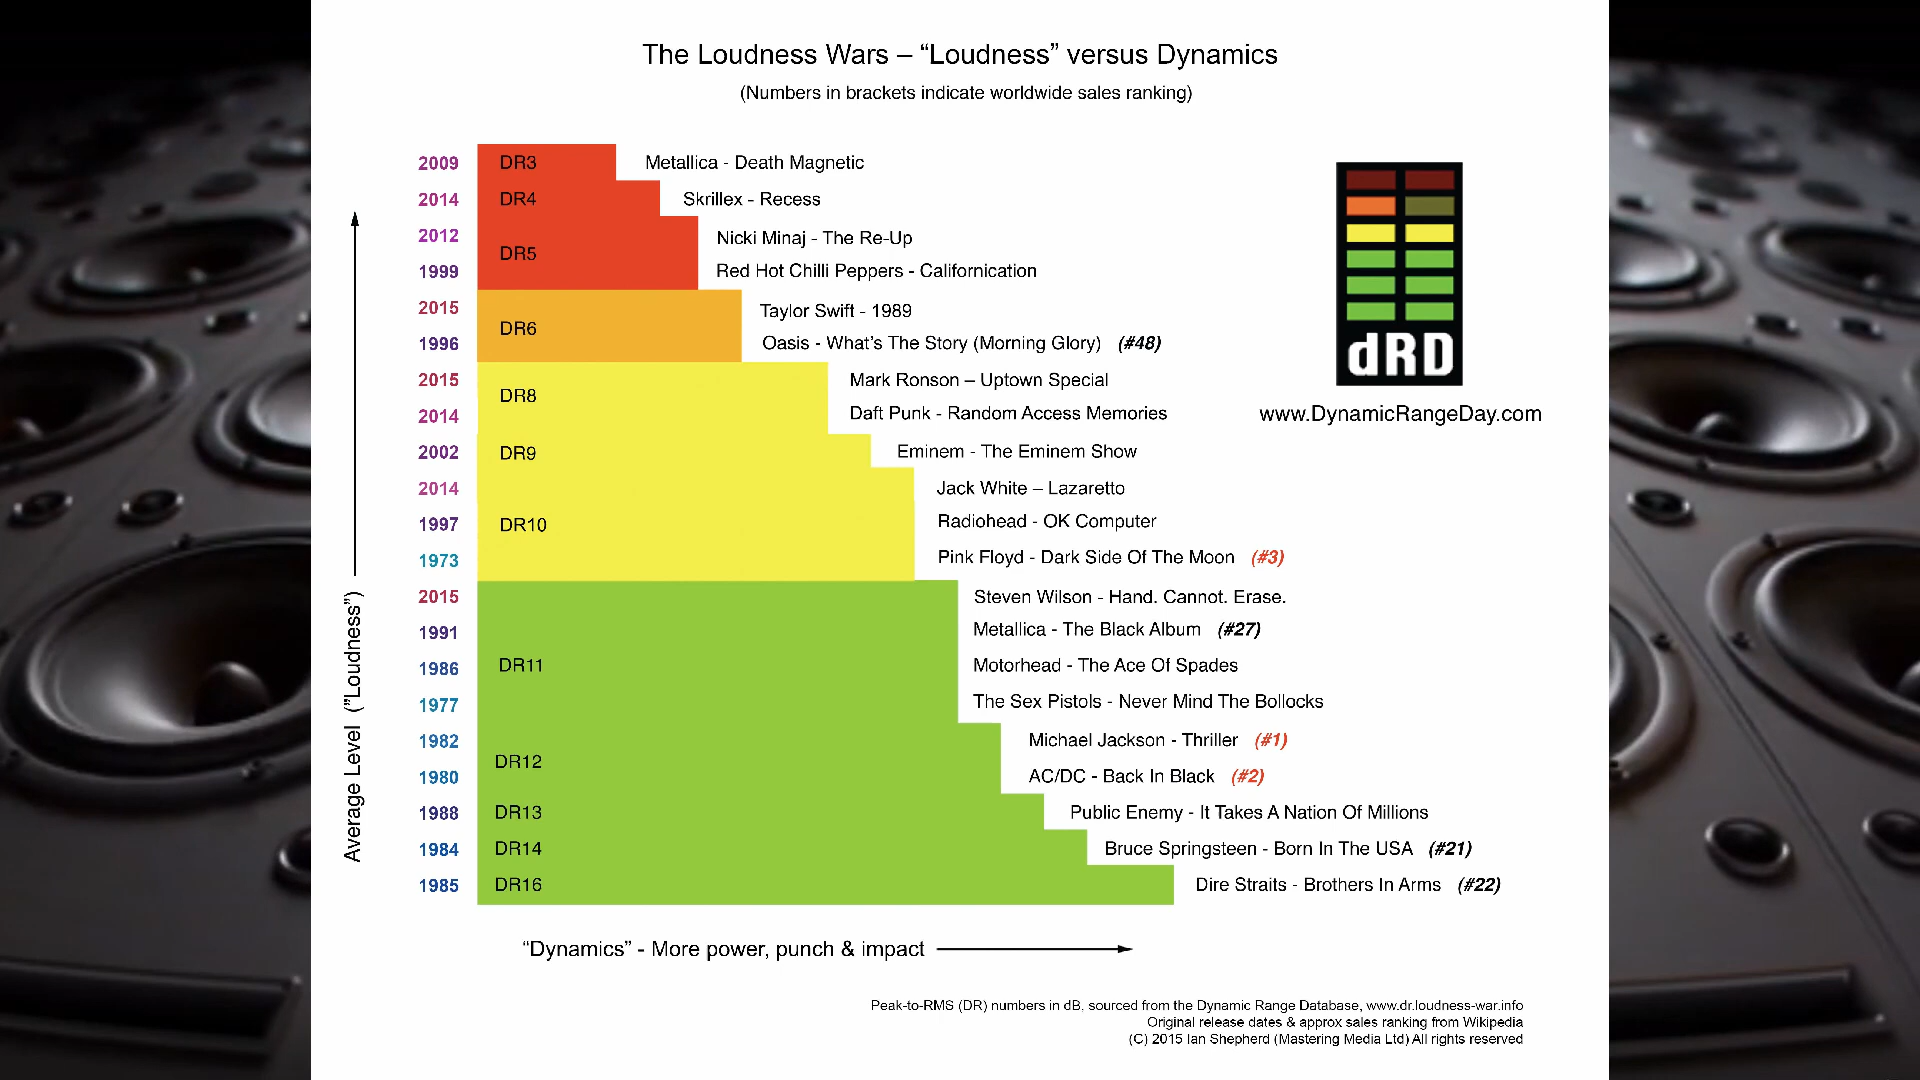 The Loudness Wars – “Loudness” versus Dynamics
(Numbers in brackets indicate worldwide sales ranking)
2009 DR3 Metallica - Death Magnetic
2014 DR4 Skrillex - Recess
2012 Nicki Minaj - The Re-Up
DR5
1999 Red Hot Chilli Peppers - Californication
2015 Taylor Swift - 1989
DR6
1996 Oasis - What’s The Story (Morning Glory) (#48)
dRD
www.DynamicRangeDay.com
2015 Mark Ronson – Uptown Special
DR8
2014 Daft Punk - Random Access Memories
2002 DR9 Eminem - The Eminem Show
2014 Jack White – Lazaretto
1997 DR10 Radiohead - OK Computer
1973 Pink Floyd - Dark Side Of The Moon (#3)
2015 Steven Wilson - Hand. Cannot. Erase.
1991 Metallica - The Black Album (#27)
1986 DR11 Motorhead - The Ace Of Spades
1977 The Sex Pistols - Never Mind The Bollocks
1982 Michael Jackson - Thriller (#1)
DR12
1980 AC/DC - Back In Black (#2)
1988 DR13 Public Enemy - It Takes A Nation Of Millions
1984 DR14 Bruce Springsteen - Born In The USA (#21)
1985 DR16 Dire Straits - Brothers In Arms (#22)
Average Level (”Loudness”)
“Dynamics” - More power, punch & impact
Peak-to-RMS (DR) numbers in dB, sourced from the Dynamic Range Database, www.dr.loudness-war.info
Original release dates & approx sales ranking from Wikipedia
(C) 2015 Ian Shepherd (Mastering Media Ltd) All rights reserved